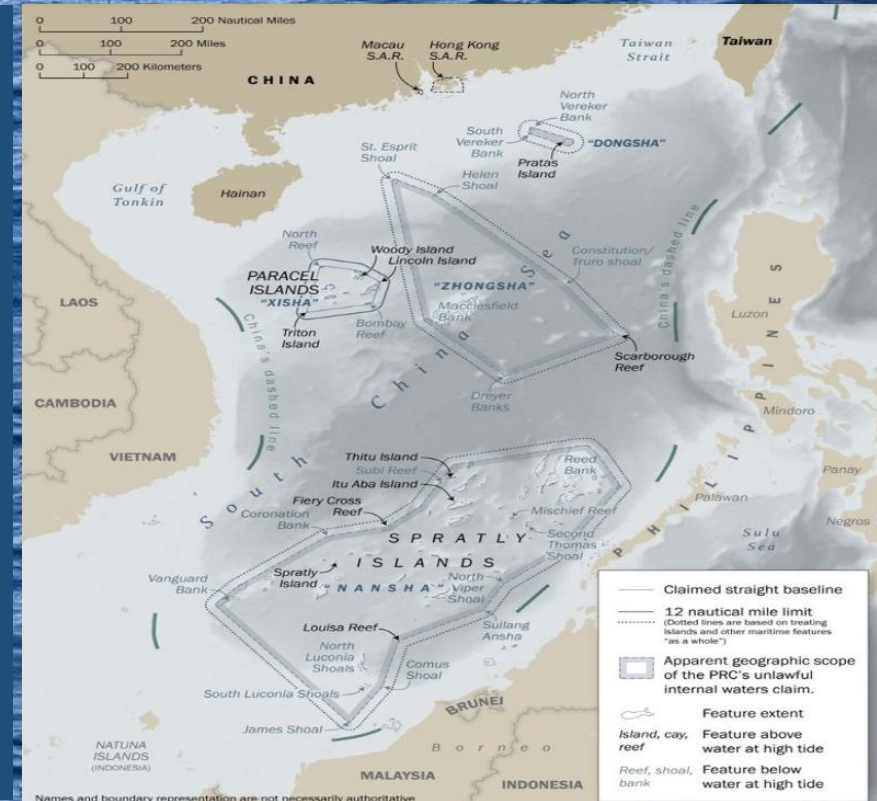 0 100 200 Nautical Miles
0 100 200 Miles
0 100 200 Kilometers
Macau
S.A.R.
Hong Kong
S.A.R.
Taiwan
Strait
Taiwan
CHINA
North
Vereker
Bank
South
Vereker
Bank
"DONGSHA"
Pratas
Island
St. Esprit
Shoal
Helen
Shoal
Gulf of
Tonkin
Hainan
North
Reef
Woody Island
Lincoln Island
PARACEL
ISLANDS
"XISHA"
Triton
Island
Bombay
Reef
"ZHONGSHA"
Macclesfield
Bank
Constitution/
Truro shoal
China's dashed line
Luzon
Scarborough
Reef
Dreyer
Banks
LAOS
China's dashed line
CAMBODIA
VIETNAM
South China Sea
PHILIPPINES
Mindoro
Panay
Palawan
Negros
Sulu
Sea
Thitu Island
Subi Reef
Itu Aba Island
Reed
Bank
Fiery Cross
Reef
Coronation
Bank
Mischief Reef
SPRATLY
ISLANDS
Second
Thomas
Shoal
Spratly
Island
"NANSHA"
North
Viper
Shoal
Vanguard
Bank
Louisa Reef
Suilang
Ansha
North
Luconia
Shoals
Comus
Shoal
South Luconia Shoals
James Shoal
BRUNEI
NATUNA
ISLANDS
(INDONESIA)
Borneo
MALAYSIA
INDONESIA
Claimed straight baseline
12 nautical mile limit
(Dotted lines are based on treating
islands and other maritime features
"as a whole")
Apparent geographic scope
of the PRC's unlawful
internal waters claim.
Feature extent
Island, cay,
reef
Feature above
water at high tide
Reef, shoal,
bank
Feature below
water at high tide
Names and boundary representation are not necessarily authoritative